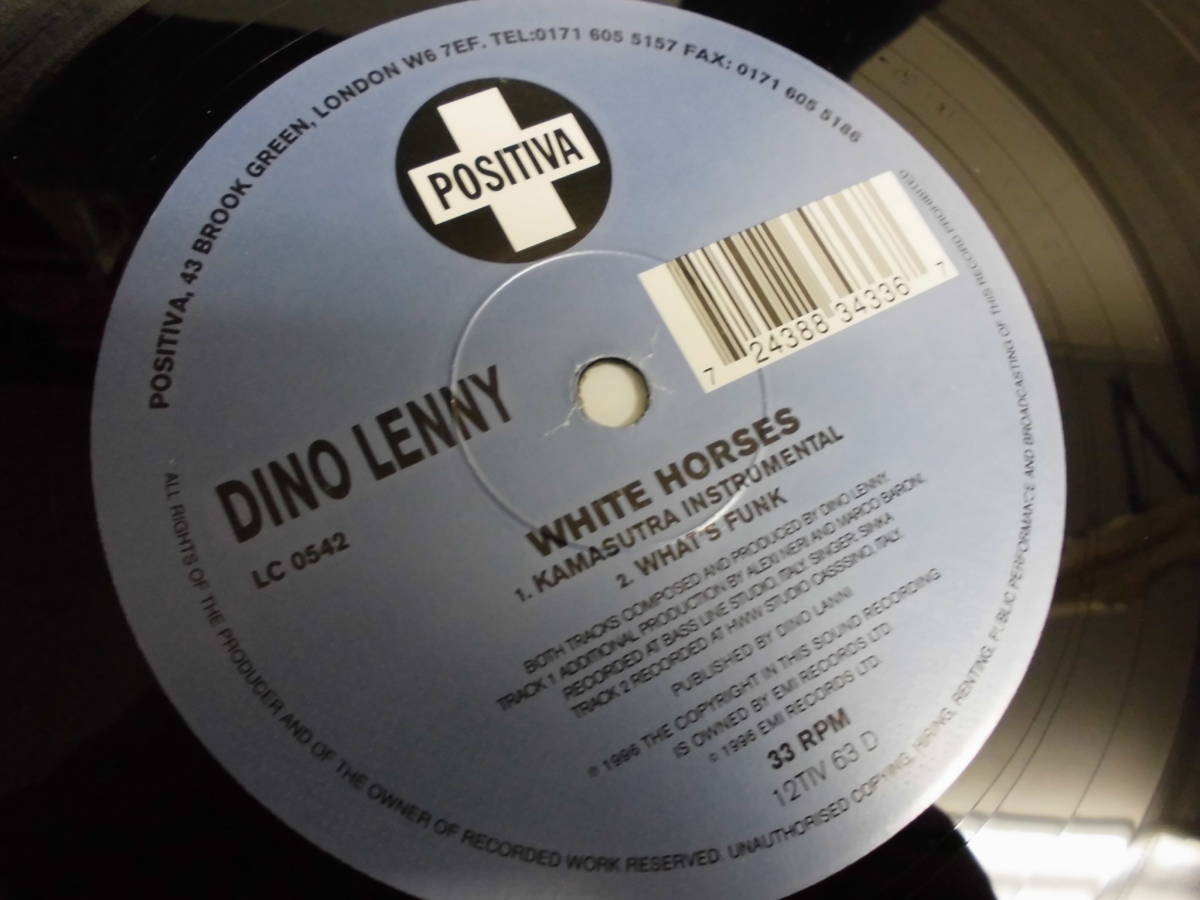 POSITIVA, 43 BROOK GREEN, LONDON W6 7EF. TEL:0171 605 5157 FAX: 0171 605 5186
POSITIVA
7 24388 34336 7
DINO LENNY
LC 0542
WHITE HORSES
1. KAMASUTRA INSTRUMENTAL
2. WHAT'S FUNK
BOTH TRACKS COMPOSED AND PRODUCED BY DINO LENNY.
TRACK 1 ADDITIONAL PRODUCTION BY ALEXI NERI AND MARCO BARONI.
RECORDED AT BASS LINE STUDIO, ITALY. SINGER: SINKA
TRACK 2 RECORDED AT HWW STUDIO CASSSINO, ITALY.
PUBLISHED BY DINO LANNI
℗ 1996 THE COPYRIGHT IN THIS SOUND RECORDING
IS OWNED BY EMI RECORDS LTD
© 1996 EMI RECORDS LTD.
33 RPM
12TIV 63 D
ALL RIGHTS OF THE PRODUCER AND OF THE OWNER OF RECORDED WORK RESERVED. UNAUTHORISED COPYING, HIRING, RENTING, PUBLIC PERFORMANCE AND BROADCASTING OF THIS RECORD PROHIBITED